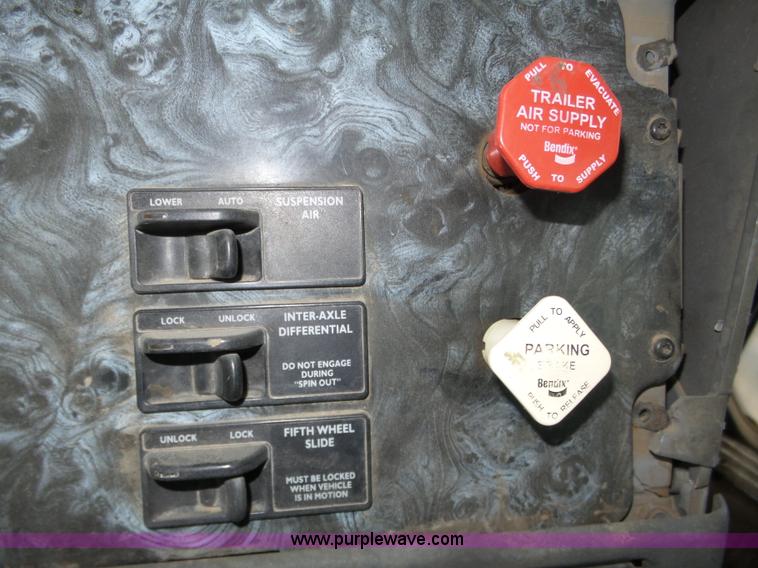 PULL TO EVACUATE
TRAILER
AIR SUPPLY
NOT FOR PARKING
Bendix
PUSH TO SUPPLY
LOWER AUTO
SUSPENSION
AIR
LOCK UNLOCK
INTER-AXLE
DIFFERENTIAL
DO NOT ENGAGE
DURING
"SPIN OUT"
PULL TO APPLY
PARKING
BRAKE
Bendix
PUSH TO RELEASE
UNLOCK LOCK
FIFTH WHEEL
SLIDE
MUST BE LOCKED
WHEN VEHICLE
IS IN MOTION
www.purplewave.com